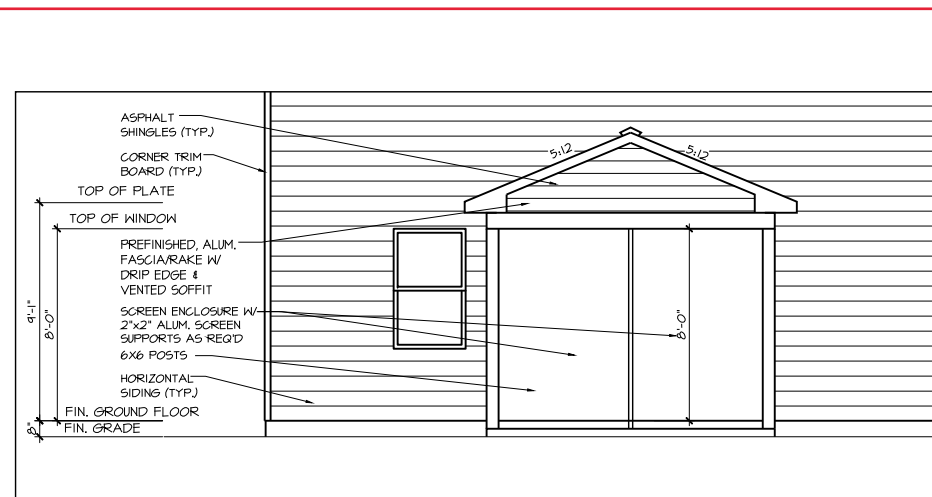 ASPHALT
SHINGLES (TYP.)
5:12
5:12
CORNER TRIM
BOARD (TYP.)
TOP OF PLATE
TOP OF WINDOW
PREFINISHED, ALUM.
FASCIA/RAKE W/
DRIP EDGE &
VENTED SOFFIT
SCREEN ENCLOSURE W/
2"x2" ALUM. SCREEN
SUPPORTS AS REQ'D
6X6 POSTS
HORIZONTAL
SIDING (TYP.)
FIN. GROUND FLOOR
FIN. GRADE
9'-1"
8'-0"
8"
8'-0"